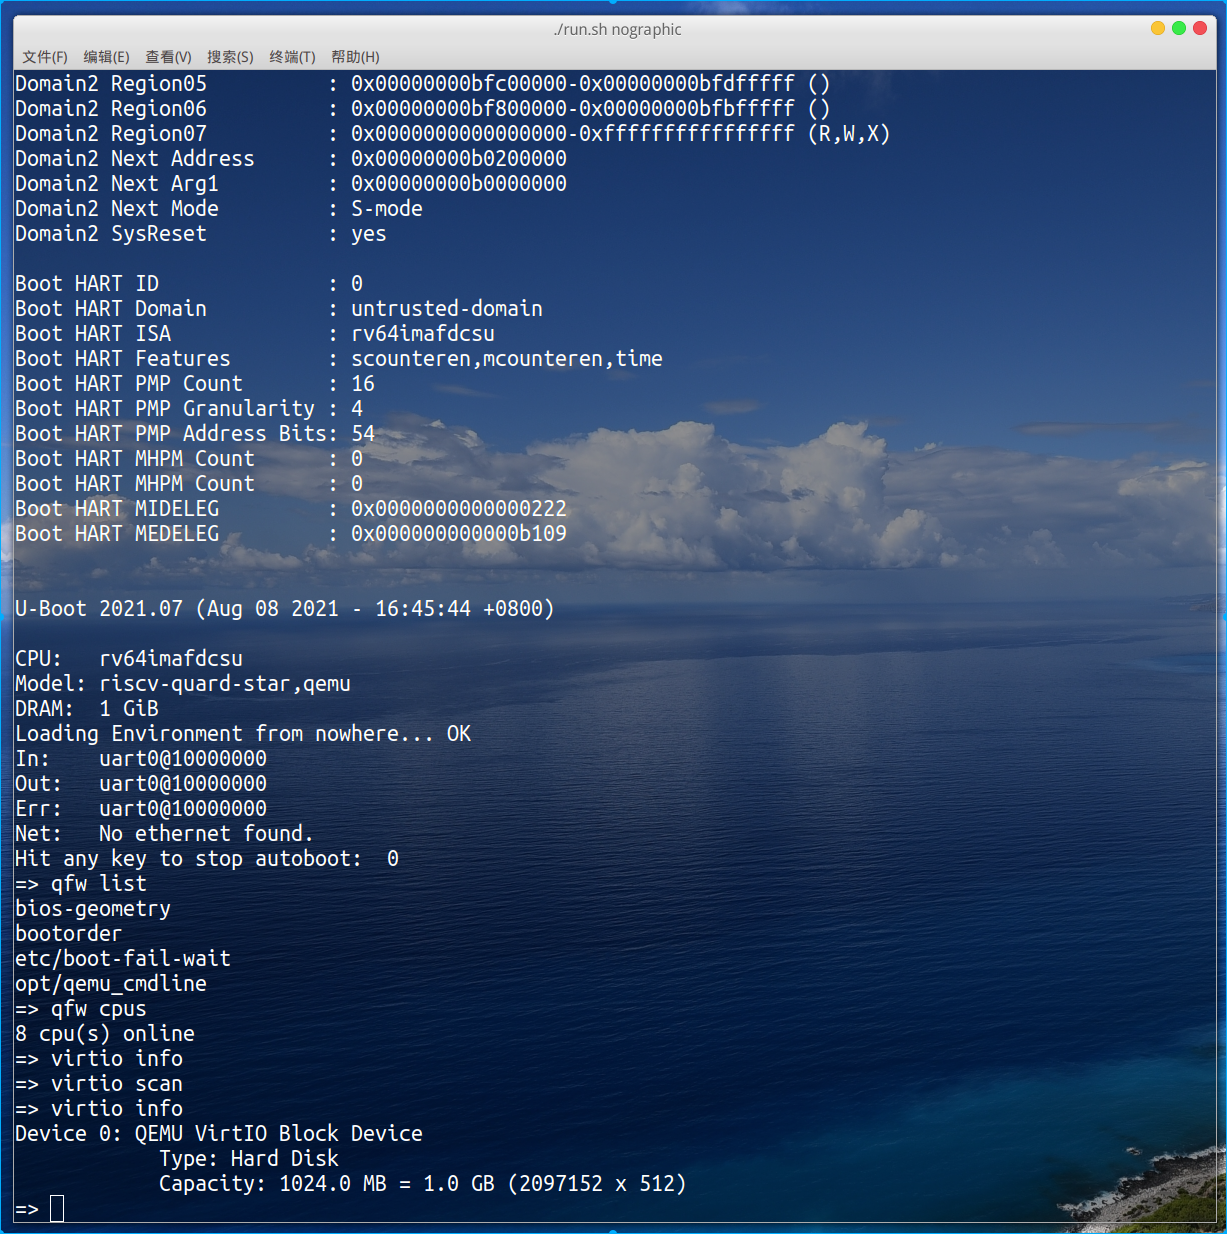 ./run.sh nographic
文件(F) 编辑(E) 查看(V) 搜索(S) 终端(T) 帮助(H)
Domain2 Region05          : 0x00000000bfc00000-0x00000000bfdfffff ()
Domain2 Region06          : 0x00000000bf800000-0x00000000bfbfffff ()
Domain2 Region07          : 0x0000000000000000-0xffffffffffffffff (R,W,X)
Domain2 Next Address      : 0x00000000b0200000
Domain2 Next Arg1         : 0x00000000b0000000
Domain2 Next Mode         : S-mode
Domain2 SysReset          : yes
Boot HART ID              : 0
Boot HART Domain          : untrusted-domain
Boot HART ISA             : rv64imafdcsu
Boot HART Features        : scounteren,mcounteren,time
Boot HART PMP Count       : 16
Boot HART PMP Granularity : 4
Boot HART PMP Address Bits: 54
Boot HART MHPM Count      : 0
Boot HART MHPM Count      : 0
Boot HART MIDELEG         : 0x0000000000000222
Boot HART MEDELEG         : 0x000000000000b109
U-Boot 2021.07 (Aug 08 2021 - 16:45:44 +0800)
CPU:   rv64imafdcsu
Model: riscv-quard-star,qemu
DRAM:  1 GiB
Loading Environment from nowhere... OK
In:    uart0@10000000
Out:   uart0@10000000
Err:   uart0@10000000
Net:   No ethernet found.
Hit any key to stop autoboot:  0
=> qfw list
bios-geometry
bootorder
etc/boot-fail-wait
opt/qemu_cmdline
=> qfw cpus
8 cpu(s) online
=> virtio info
=> virtio scan
=> virtio info
Device 0: QEMU VirtIO Block Device
            Type: Hard Disk
            Capacity: 1024.0 MB = 1.0 GB (2097152 x 512)
=>